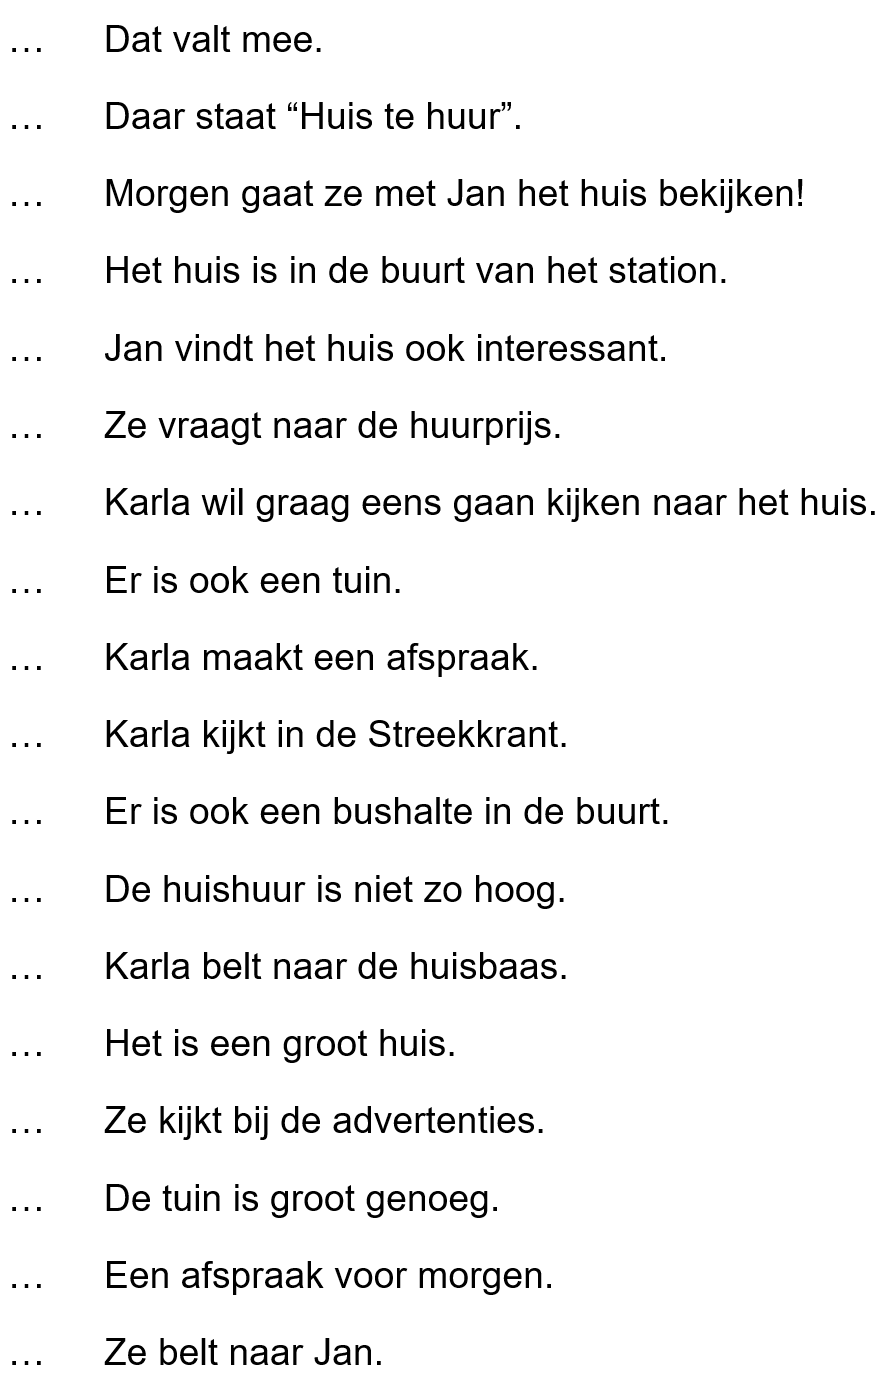 … Dat valt mee.
… Daar staat “Huis te huur”.
… Morgen gaat ze met Jan het huis bekijken!
… Het huis is in de buurt van het station.
… Jan vindt het huis ook interessant.
… Ze vraagt naar de huurprijs.
… Karla wil graag eens gaan kijken naar het huis.
… Er is ook een tuin.
… Karla maakt een afspraak.
… Karla kijkt in de Streekkrant.
… Er is ook een bushalte in de buurt.
… De huishuur is niet zo hoog.
… Karla belt naar de huisbaas.
… Het is een groot huis.
… Ze kijkt bij de advertenties.
… De tuin is groot genoeg.
… Een afspraak voor morgen.
… Ze belt naar Jan.